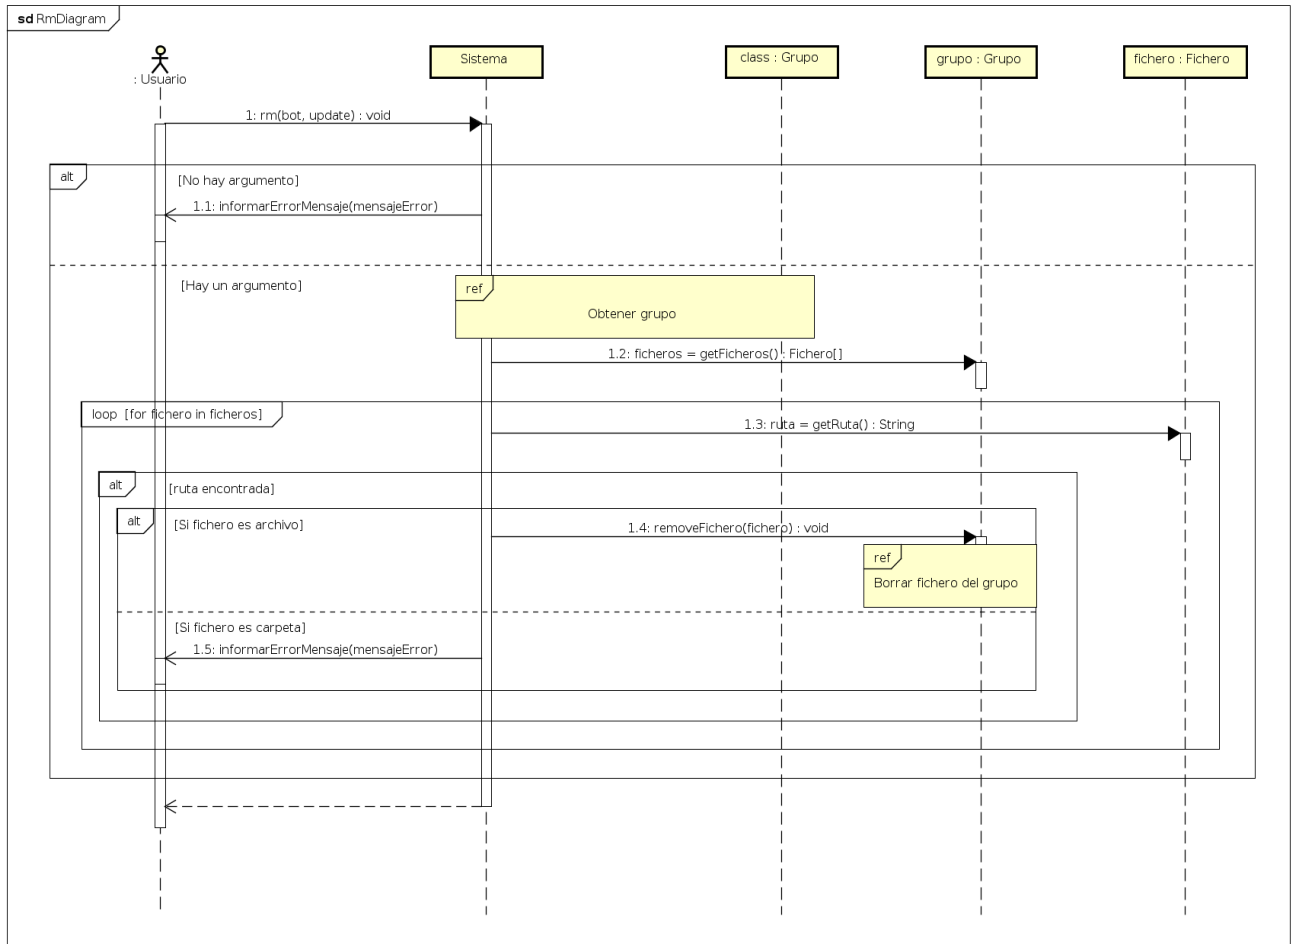 sd RmDiagram
: Usuario
Sistema
class : Grupo
grupo : Grupo
fichero : Fichero
1: rm(bot, update) : void
alt
[No hay argumento]
1.1: informarErrorMensaje(mensajeError)
[Hay un argumento]
ref
Obtener grupo
1.2: ficheros = getFicheros() : Fichero[]
loop [for fichero in ficheros]
1.3: ruta = getRuta() : String
alt
[ruta encontrada]
alt
[Si fichero es archivo]
1.4: removeFichero(fichero) : void
ref
Borrar fichero del grupo
[Si fichero es carpeta]
1.5: informarErrorMensaje(mensajeError)